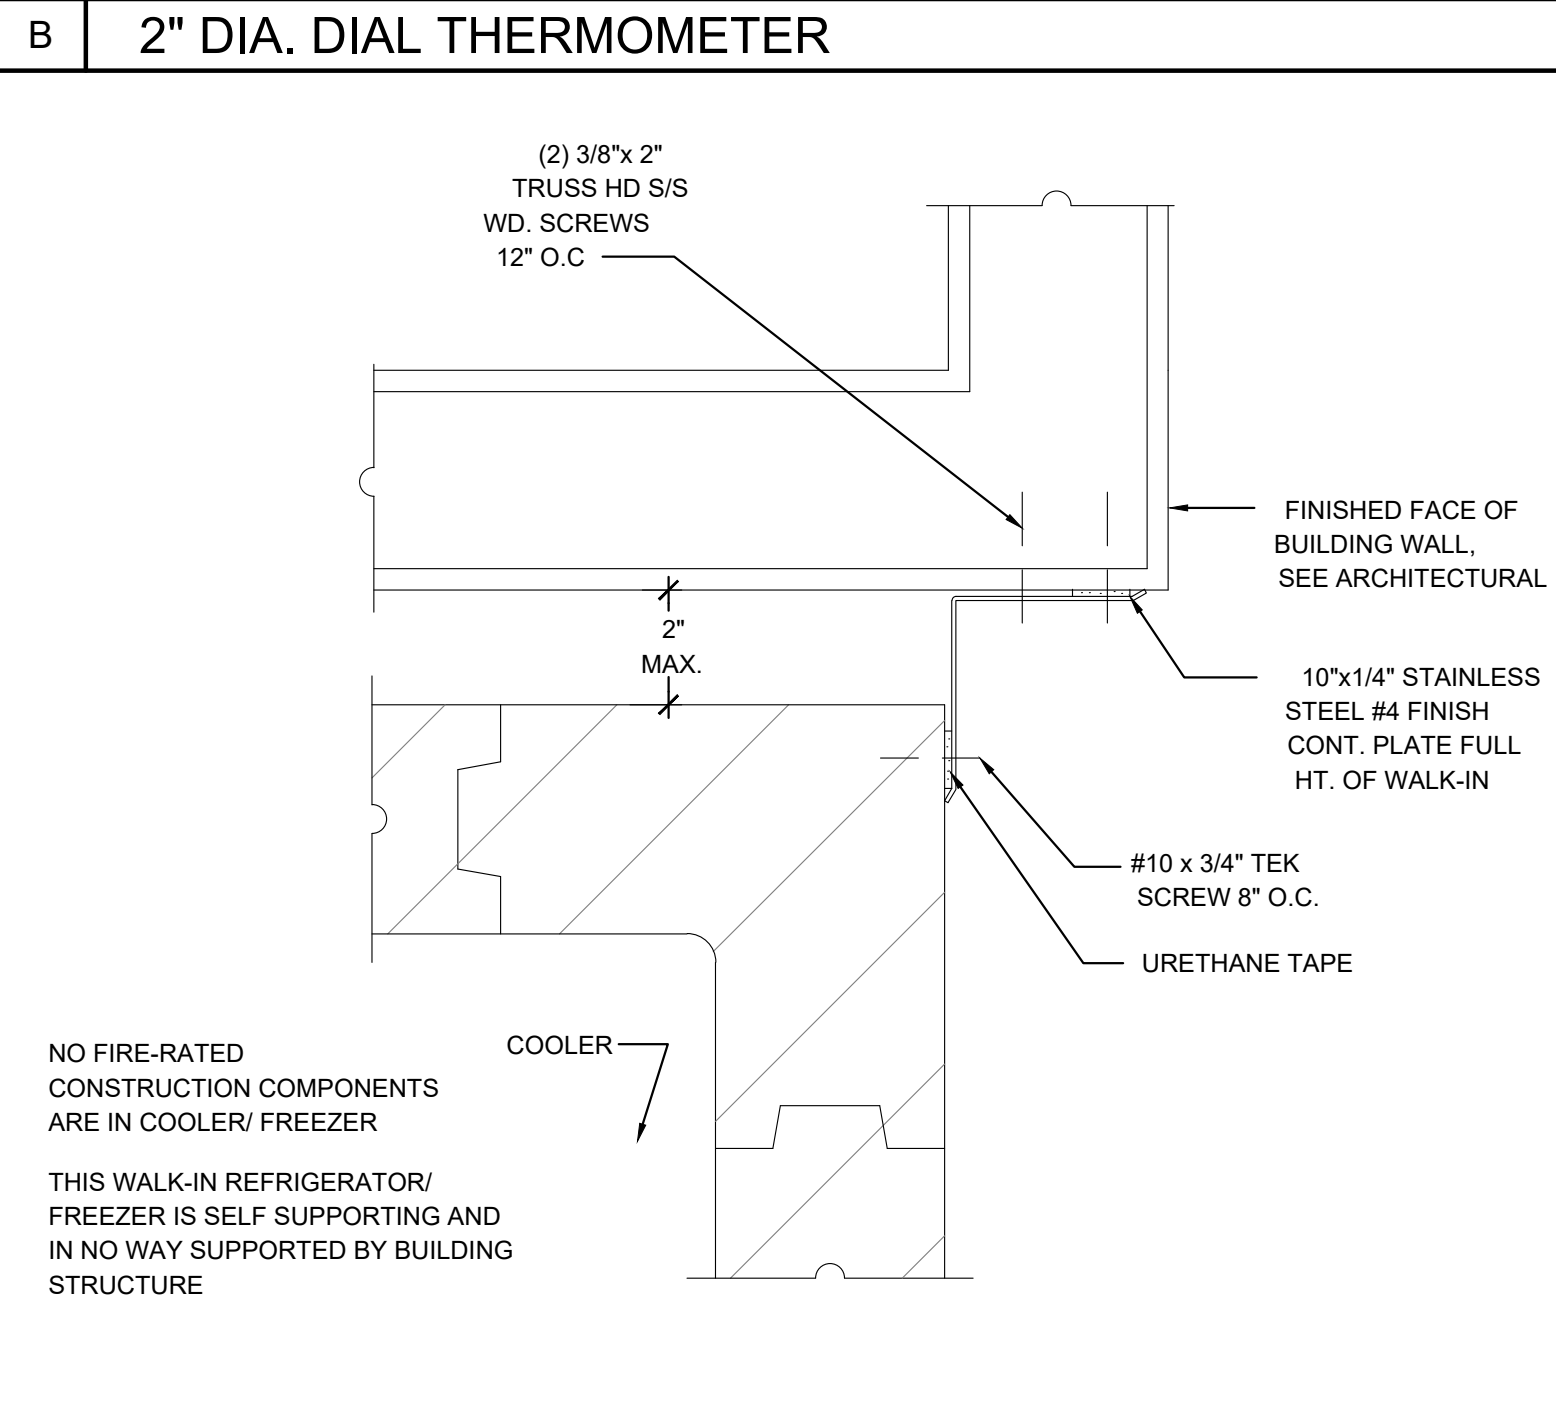 B
2" DIA. DIAL THERMOMETER
(2) 3/8"x 2"
TRUSS HD S/S
WD. SCREWS
12" O.C
FINISHED FACE OF
BUILDING WALL,
SEE ARCHITECTURAL
2"
MAX.
10"x1/4" STAINLESS
STEEL #4 FINISH
CONT. PLATE FULL
HT. OF WALK-IN
#10 x 3/4" TEK
SCREW 8" O.C.
URETHANE TAPE
COOLER
NO FIRE-RATED
CONSTRUCTION COMPONENTS
ARE IN COOLER/ FREEZER
THIS WALK-IN REFRIGERATOR/
FREEZER IS SELF SUPPORTING AND
IN NO WAY SUPPORTED BY BUILDING
STRUCTURE